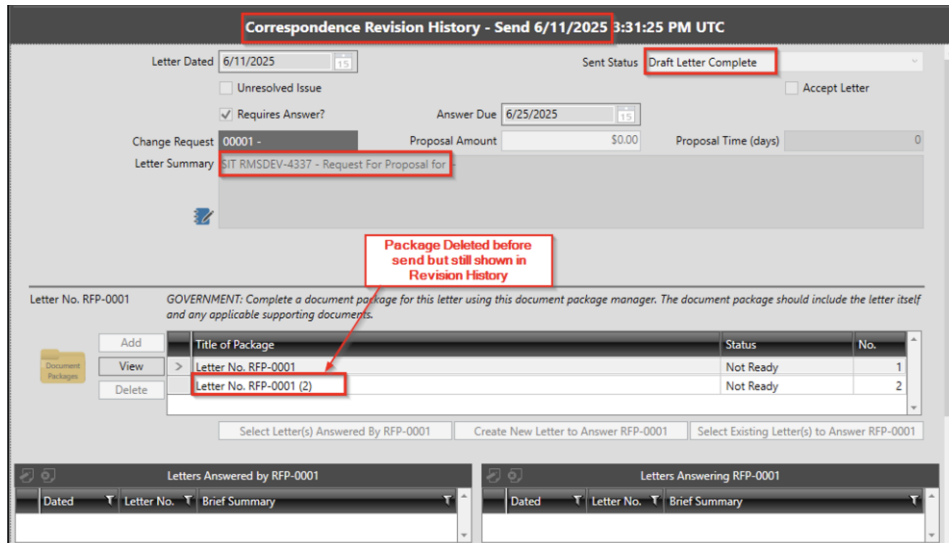 Correspondence Revision History - Send 6/11/2025 3:31:25 PM UTC
Letter Dated 6/11/2025 15 Sent Status Draft Letter Complete
Unresolved Issue Accept Letter
Requires Answer? Answer Due 6/25/2025 15
Change Request 00001 - Proposal Amount $0.00 Proposal Time (days) 0
Letter Summary SIT RMSDEV-4337 - Request For Proposal for -
Package Deleted before
send but still shown in
Revision History
Letter No. RFP-0001 GOVERNMENT: Complete a document package for this letter using this document package manager. The document package should include the letter itself
and any applicable supporting documents.
Document
Packages
Add
View
Delete
Title of Package Status No.
> Letter No. RFP-0001 Not Ready 1
Letter No. RFP-0001 (2) Not Ready 2
Select Letter(s) Answered By RFP-0001 Create New Letter to Answer RFP-0001 Select Existing Letter(s) to Answer RFP-0001
Letters Answered by RFP-0001
Dated Letter No. Brief Summary
Letters Answering RFP-0001
Dated Letter No. Brief Summary